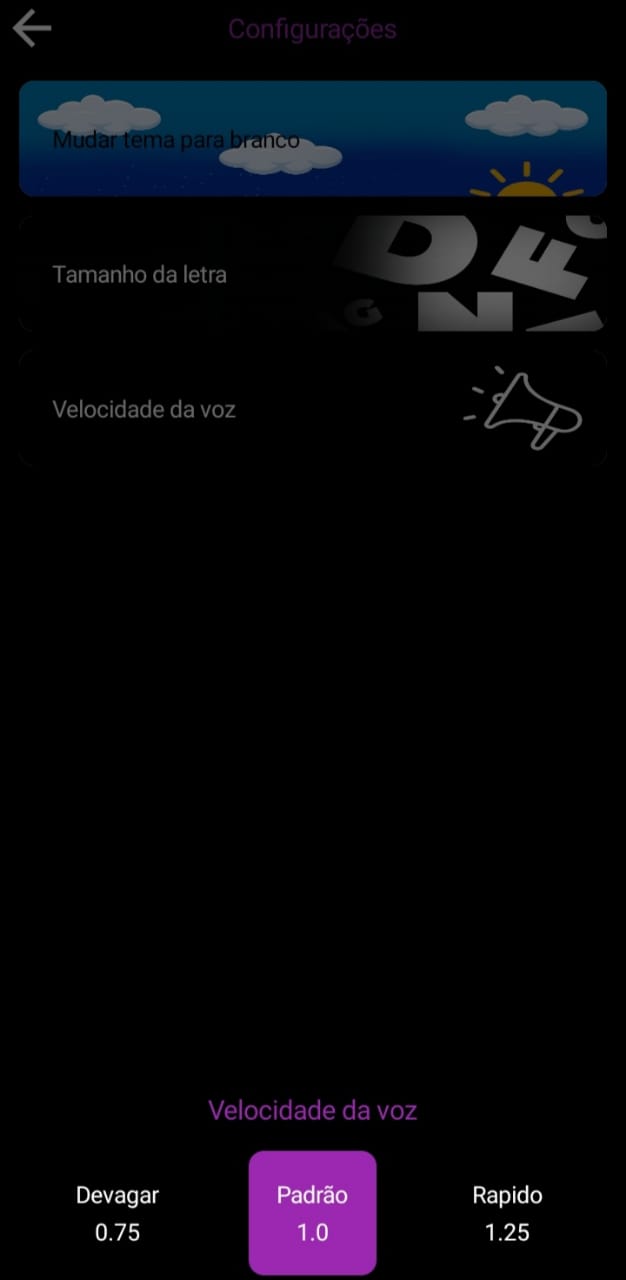 Configurações
Mudar tema para branco
Tamanho da letra
Velocidade da voz
Velocidade da voz
Devagar
0.75
Padrão
1.0
Rapido
1.25